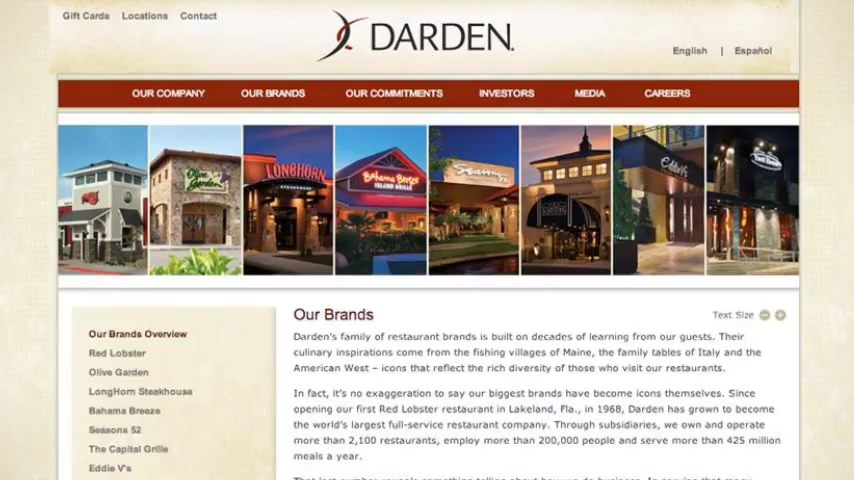 Gift Cards Locations Contact
DARDEN.
English | Español
OUR COMPANY OUR BRANDS OUR COMMITMENTS INVESTORS MEDIA CAREERS
Olive Garden
LONGHORN
STEAKHOUSE
Bahama Breeze
ISLAND GRILLE
Seasons 52
Eddie V's
Our Brands
Text Size
Our Brands Overview
Red Lobster
Olive Garden
LongHorn Steakhouse
Bahama Breeze
Seasons 52
The Capital Grille
Eddie V's
Darden's family of restaurant brands is built on decades of learning from our guests. Their
culinary inspirations come from the fishing villages of Maine, the family tables of Italy and the
American West – icons that reflect the rich diversity of those who visit our restaurants.
In fact, it's no exaggeration to say our biggest brands have become icons themselves. Since
opening our first Red Lobster restaurant in Lakeland, Fla., in 1968, Darden has grown to become
the world's largest full-service restaurant company. Through subsidiaries, we own and operate
more than 2,100 restaurants, employ more than 200,000 people and serve more than 425 million
meals a year.